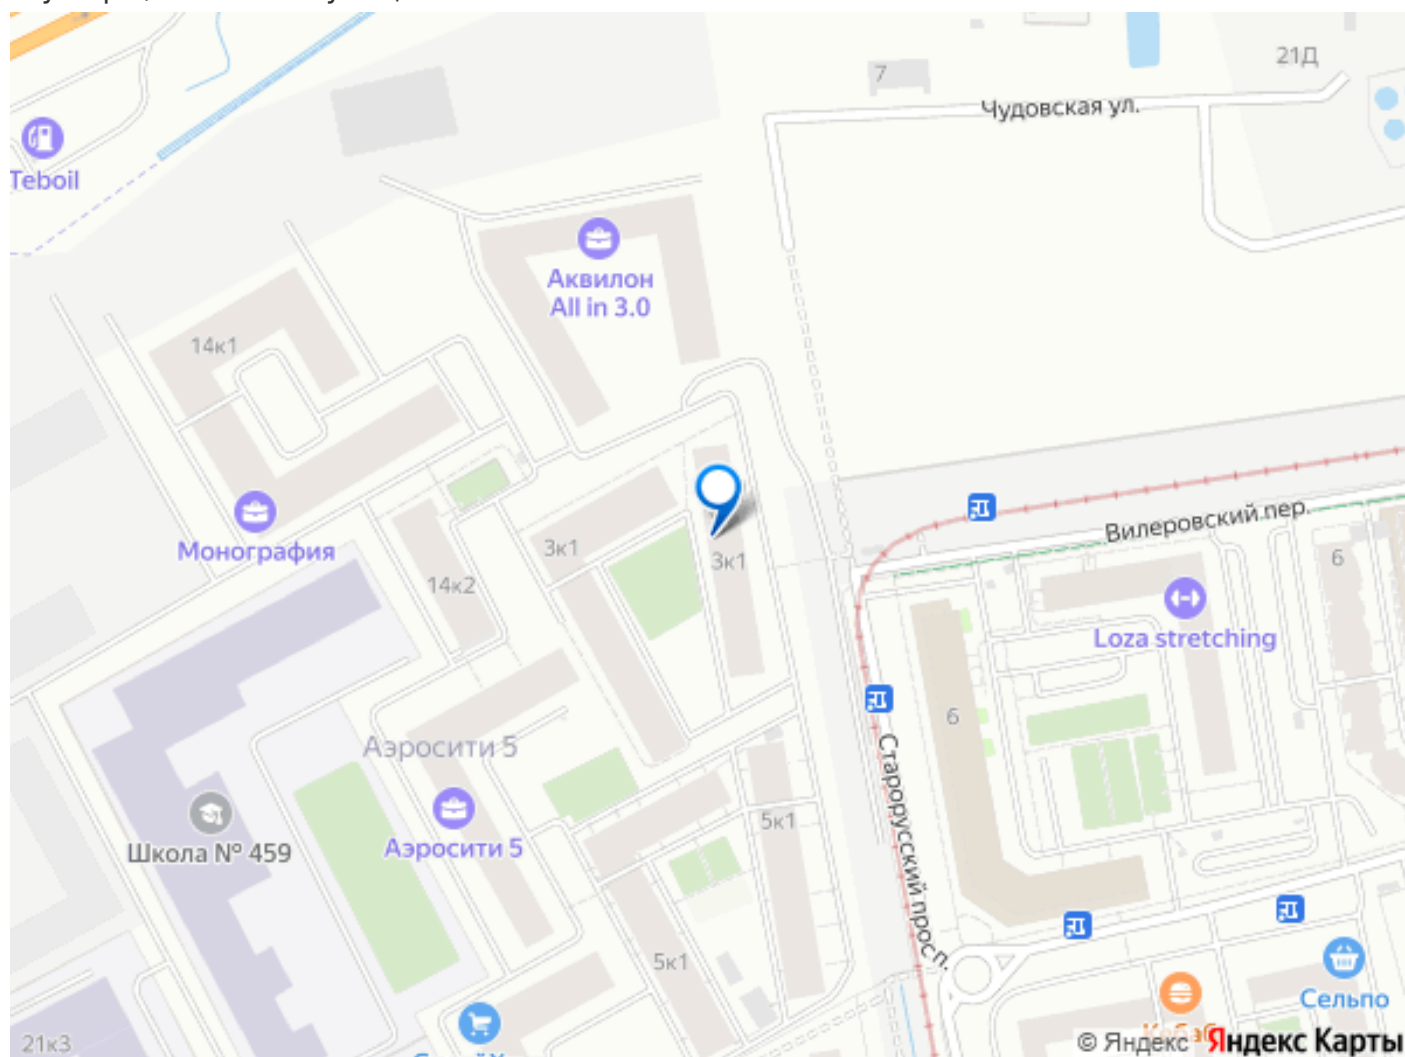 7
21Д
Чудовская ул.
Teboil
Аквилон
All in 3.0
14к1
Вилеровский пер.
Монография
3к1
3к1
6
14к2
Loza stretching
6
Аэросити 5
Старорусский просп.
5к1
Школа № 459
Аэросити 5
5к1
Сельпо
21к3
© Яндекс Яндекс Карты